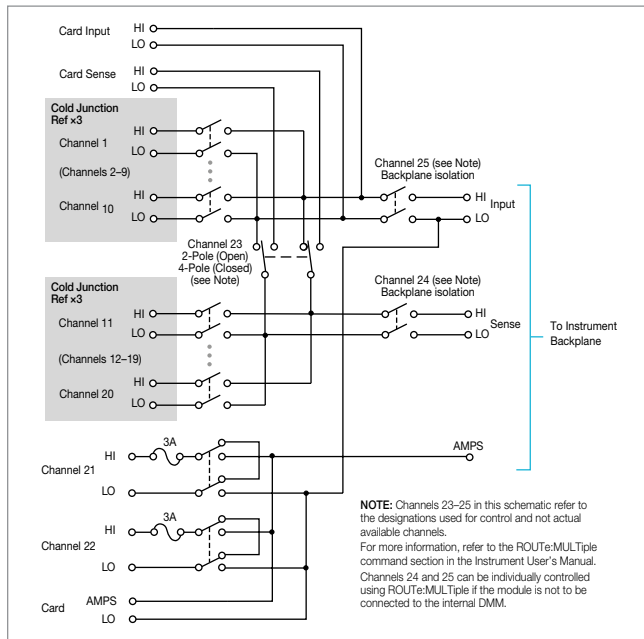 Card Input HI
LO
Card Sense HI
LO
Cold Junction
Ref ×3
Channel 1 HI
LO
(Channels 2–9)
Channel 10 HI
LO
Channel 25 (see Note)
Backplane isolation
HI
Input
LO
Channel 23
2-Pole (Open)
4-Pole (Closed)
(see Note)
Cold Junction
Ref ×3
Channel 11 HI
LO
(Channels 12–19)
Channel 20 HI
LO
Channel 24 (see Note)
Backplane isolation
HI
Sense
LO
To Instrument
Backplane
AMPS
3A
Channel 21 HI
LO
3A
Channel 22 HI
LO
Card AMPS
LO
NOTE: Channels 23–25 in this schematic refer to
the designations used for control and not actual
available channels.
For more information, refer to the ROUTe:MULTiple
command section in the Instrument User's Manual.
Channels 24 and 25 can be individually controlled
using ROUTe:MULTiple if the module is not to be
connected to the internal DMM.